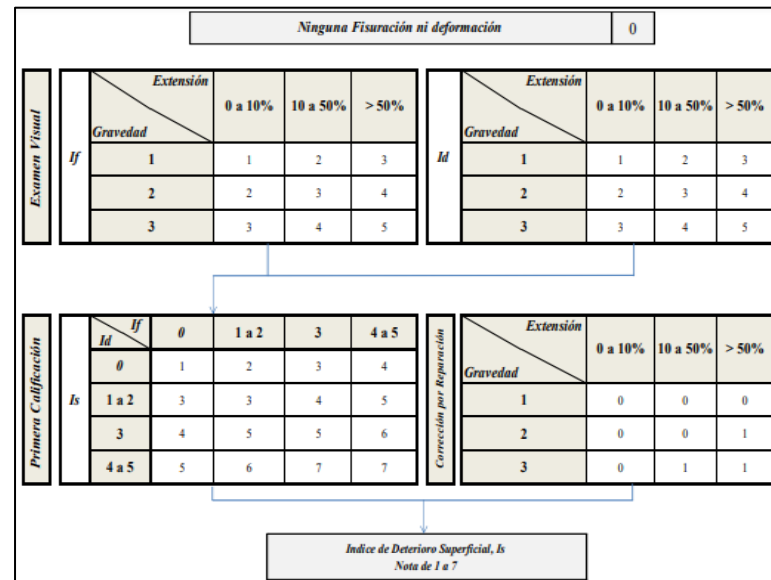 Ninguna Fisuración ni deformación 0
Examen Visual
If
Extensión
Gravedad
0 a 10% 10 a 50% > 50%
1 1 2 3
2 2 3 4
3 3 4 5
Id
Extensión
Gravedad
0 a 10% 10 a 50% > 50%
1 1 2 3
2 2 3 4
3 3 4 5
Primera Calificación
Is
If
Id
0 1 a 2 3 4 a 5
0 1 2 3 4
1 a 2 3 3 4 5
3 4 5 5 6
4 a 5 5 6 7 7
Corrección por Reparación
Extensión
Gravedad
0 a 10% 10 a 50% > 50%
1 0 0 0
2 0 0 1
3 0 1 1
Indice de Deterioro Superficial, Is
Nota de 1 a 7